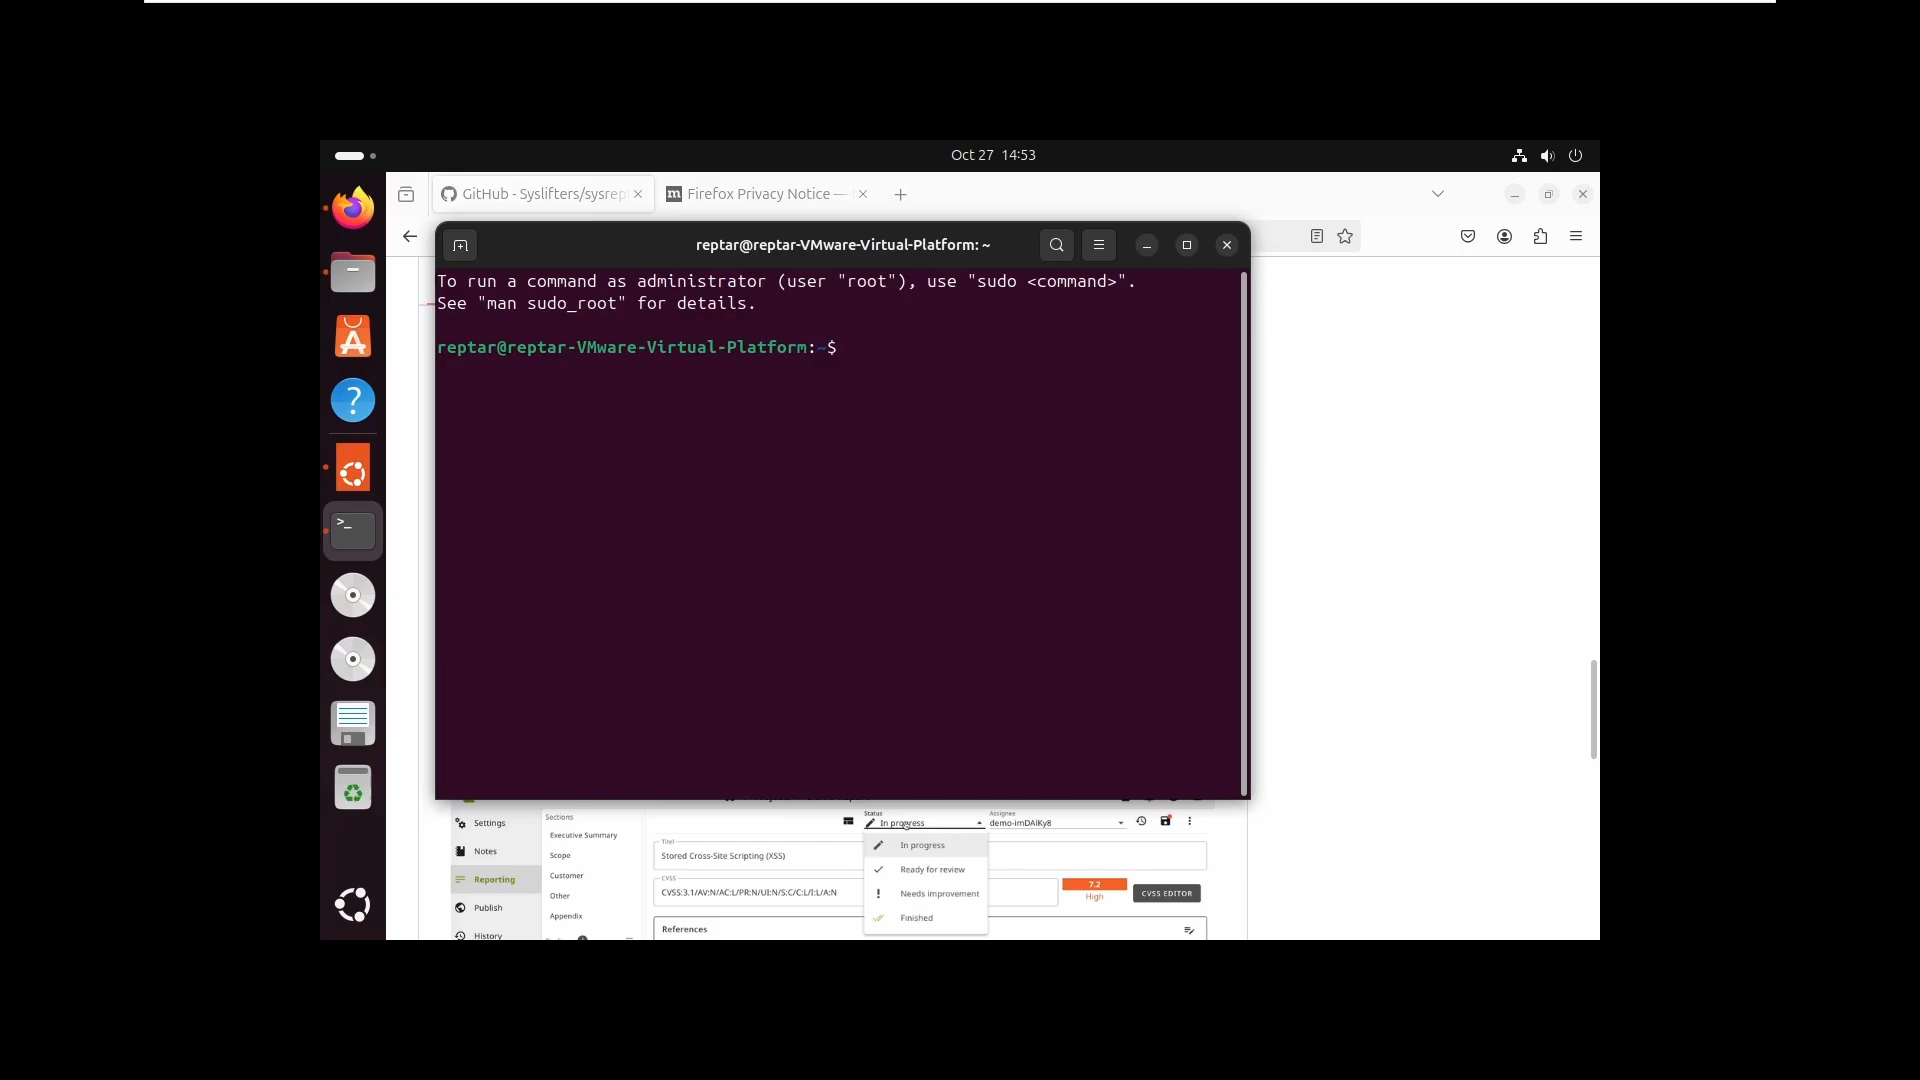 Oct 27 14:53
GitHub - Syslifters/sysrep
Firefox Privacy Notice —
reptar@reptar-VMware-Virtual-Platform: ~
To run a command as administrator (user "root"), use "sudo <command>".
See "man sudo_root" for details.
reptar@reptar-VMware-Virtual-Platform:~$
Settings
Notes
Reporting
Publish
History
Sections
Executive Summary
Scope
Customer
Other
Appendix
Status
In progress
Assignee
demo-imDAlKy8
Titel
Stored Cross-Site Scripting (XSS)
CVSS
CVSS:3.1/AV:N/AC:L/PR:N/UI:N/S:C/C:L/I:L/A:N
7.2
High
CVSS EDITOR
In progress
Ready for review
Needs improvement
Finished
References